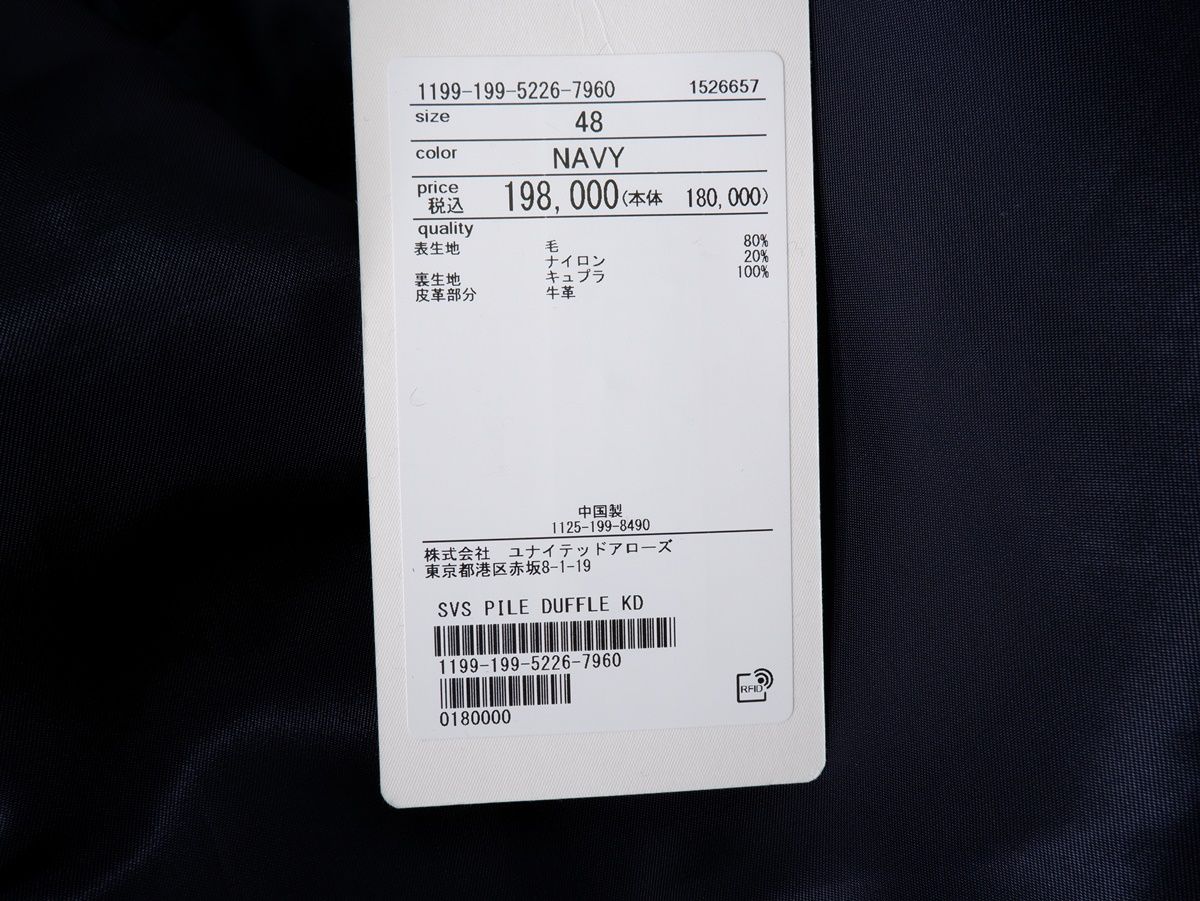 1199-199-5226-7960 1526657
size 48
color NAVY
price
税込 198,000(本体 180,000)
quality
表生地 毛 80%
ナイロン 20%
裏生地 キュプラ 100%
皮革部分 牛革
中国製
1125-199-8490
株式会社 ユナイテッドアローズ
東京都港区赤坂8-1-19
SVS PILE DUFFLE KD
1199-199-5226-7960
RFID
0180000